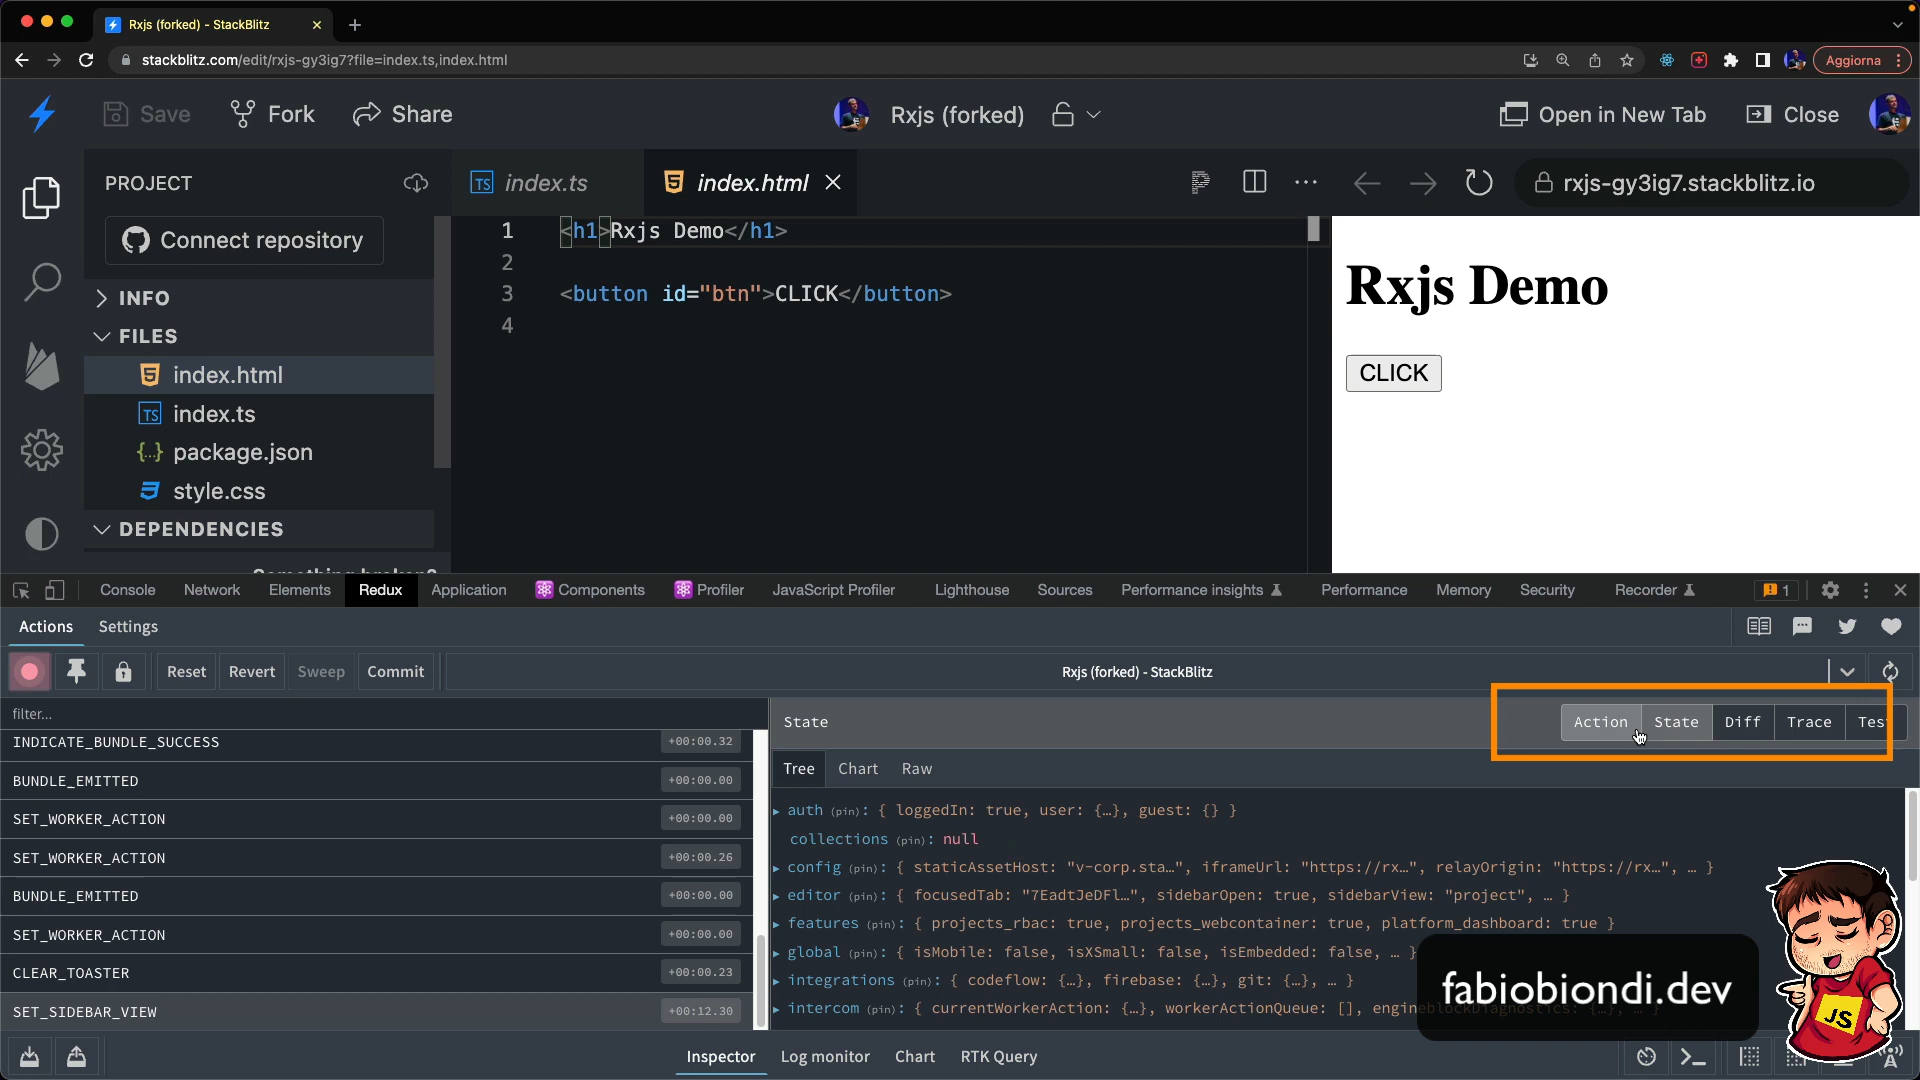 Rxjs (forked) - StackBlitz
stackblitz.com/edit/rxjs-gy3ig7?file=index.ts,index.html
Aggiorna
Save Fork Share
Rxjs (forked)
Open in New Tab Close
PROJECT
index.ts
index.html
rxjs-gy3ig7.stackblitz.io
Connect repository
INFO
FILES
index.html
index.ts
package.json
style.css
DEPENDENCIES
1 <h1>Rxjs Demo</h1>
2
3 <button id="btn">CLICK</button>
4
Rxjs Demo
CLICK
Console Network Elements Redux Application Components Profiler JavaScript Profiler Lighthouse Sources Performance insights Performance Memory Security Recorder 1
Actions Settings
Reset Revert Sweep Commit
Rxjs (forked) - StackBlitz
filter...
INDICATE_BUNDLE_SUCCESS +00:00.32
BUNDLE_EMITTED +00:00.00
SET_WORKER_ACTION +00:00.00
SET_WORKER_ACTION +00:00.26
BUNDLE_EMITTED +00:00.00
SET_WORKER_ACTION +00:00.00
CLEAR_TOASTER +00:00.23
SET_SIDEBAR_VIEW +00:12.30
State
Action State Diff Trace Test
Tree Chart Raw
auth (pin): { loggedIn: true, user: {…}, guest: {} }
collections (pin): null
config (pin): { staticAssetHost: "v-corp.sta…", iframeUrl: "https://rx…", relayOrigin: "https://rx…", … }
editor (pin): { focusedTab: "7EadtJeDFl…", sidebarOpen: true, sidebarView: "project", … }
features (pin): { projects_rbac: true, projects_webcontainer: true, platform_dashboard: true }
global (pin): { isMobile: false, isXSmall: false, isEmbedded: false, … }
integrations (pin): { codeflow: {…}, firebase: {…}, git: {…}, … }
intercom (pin): { currentWorkerAction: {…}, workerActionQueue: [], engineblockDiagnostics: {…}, … }
fabiobiondi.dev
JS
Inspector Log monitor Chart RTK Query